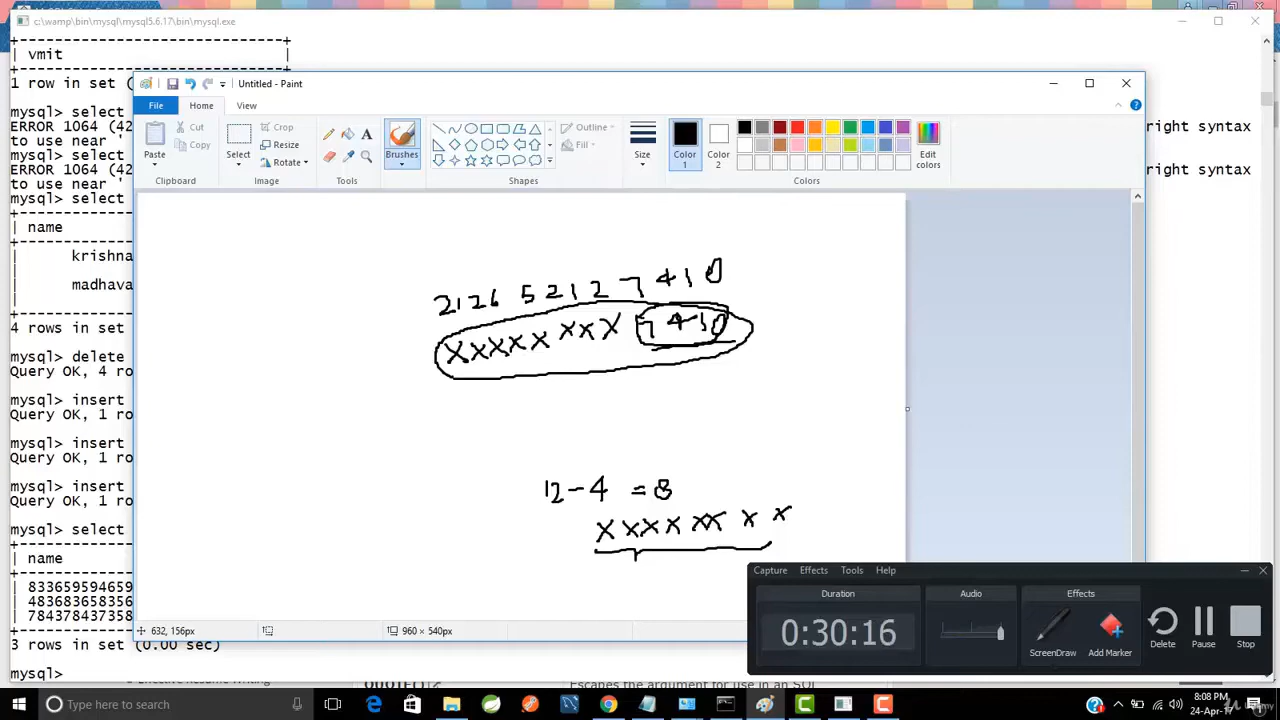 c:\wamp\bin\mysql\mysql5.6.17\bin\mysql.exe
+------------------------------+
| vmit |
+------------------------------+
1 row in set (
Untitled - Paint
File Home View
Paste
Cut
Copy
Clipboard
Select
Crop
Resize
Rotate
Image
A
Tools
Brushes
Outline
Fill
Shapes
Size
Color 1
Color 2
Edit colors
Colors
mysql> select
ERROR 1064 (42
right syntax
to use near '
mysql> select
ERROR 1064 (42
right syntax
to use near '
mysql> select
| name
| krishna
|
| madhava
|
4 rows in set
mysql> delete
Query OK, 4 ro
mysql> insert
Query OK, 1 ro
mysql> insert
Query OK, 1 ro
mysql> insert
Query OK, 1 ro
mysql> select
| name
| 833659594659
| 483683658356
| 784378437358
3 rows in set (0.00 sec)
mysql>
2126 5212 7410
XXXXX XXX 7410
12-4 =8
XXXX XX X X
632, 156px
960 × 540px
Capture Effects Tools Help
Duration
0:30:16
Audio
Effects
ScreenDraw
Add Marker
Delete
Pause
Stop
Effective Resume Writing
QUOTE()
Escapes the argument for use in an SQL
Type here to search
8:08 PM
24-Apr-17